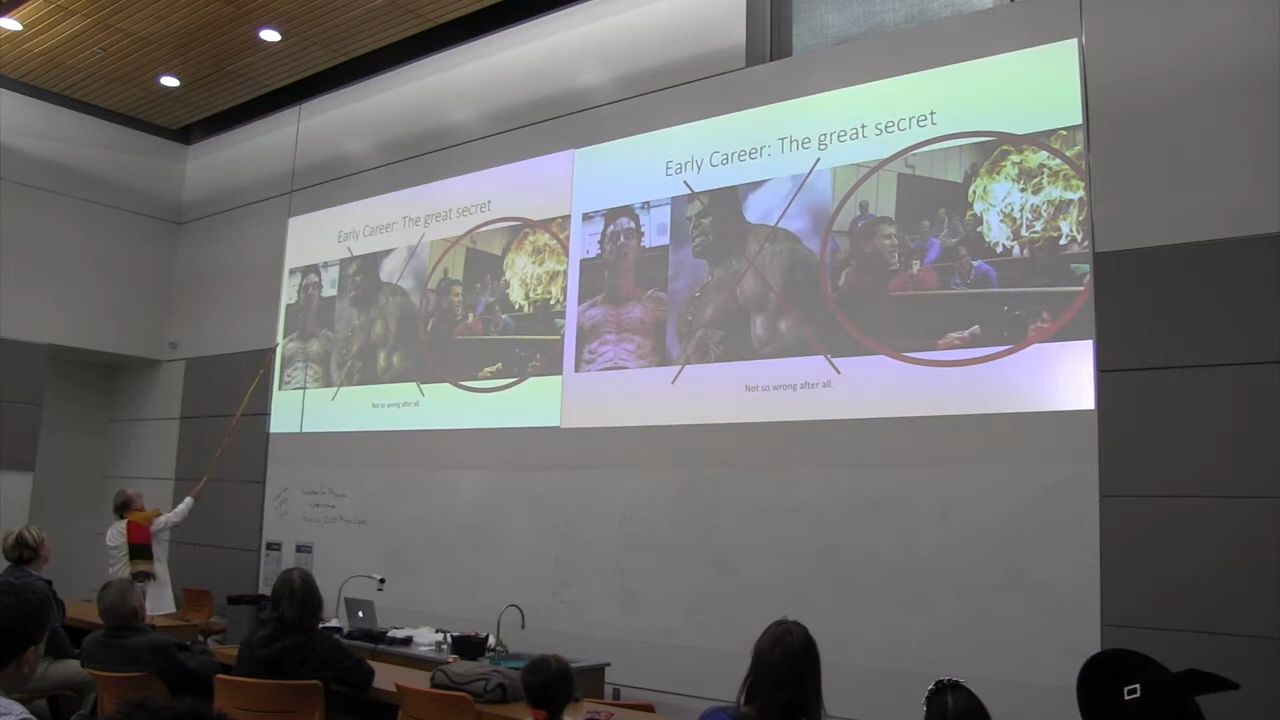 Early Career: The great secret
Not so wrong after all.
Early Career: The great secret
Not so wrong after all.